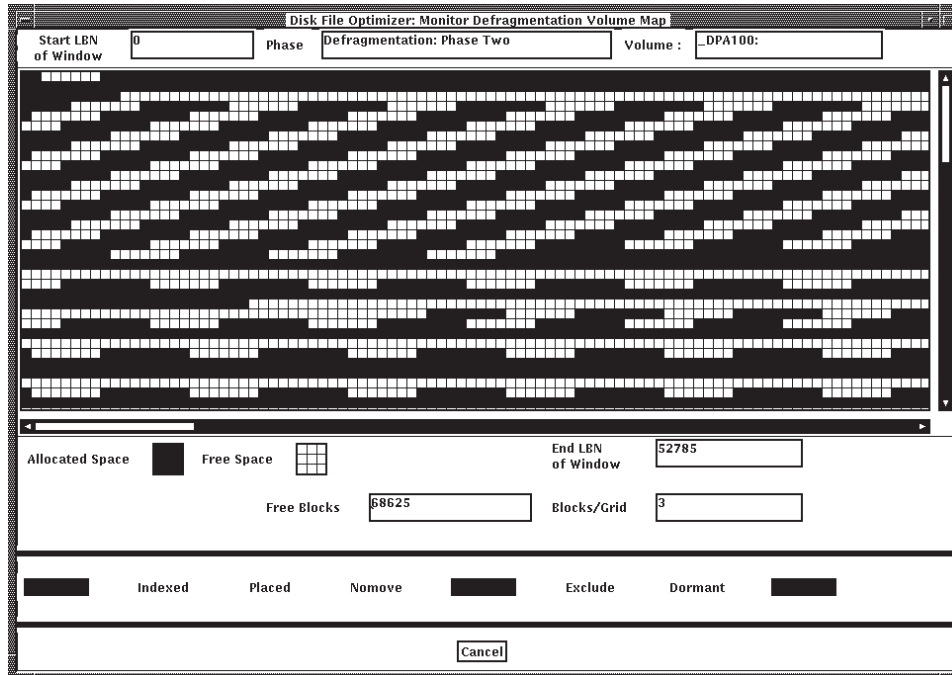 Disk File Optimizer: Monitor Defragmentation Volume Map
Start LBN of Window
0
Phase
Defragmentation: Phase Two
Volume :
_DPA100:
Allocated Space
Free Space
End LBN of Window
52785
Free Blocks
68625
Blocks/Grid
3
Indexed
Placed
Nomove
Exclude
Dormant
Cancel